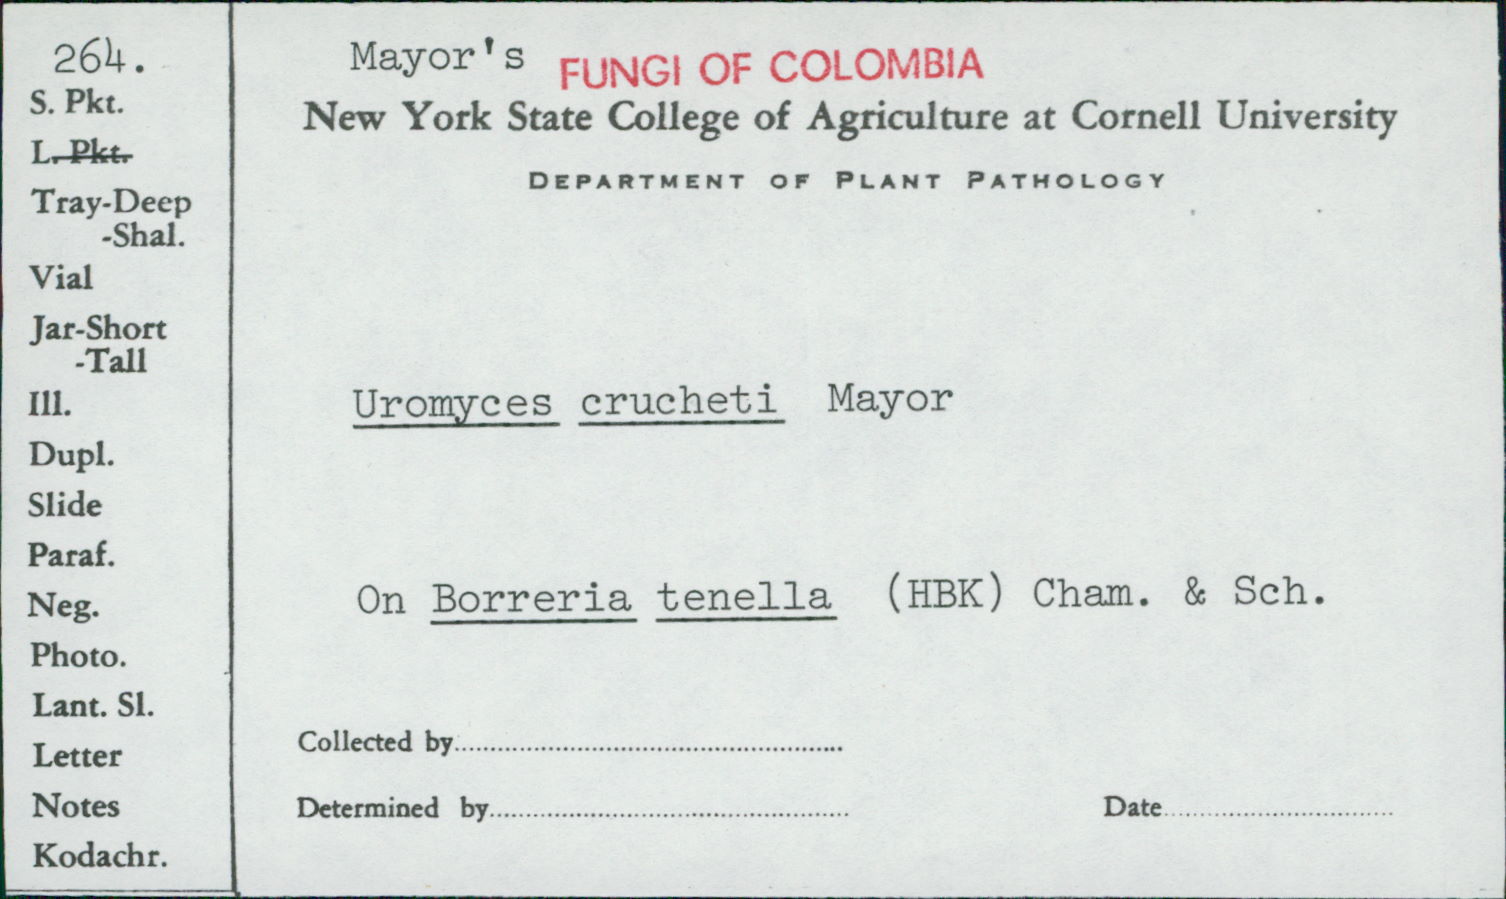 264.
S. Pkt.
L. Pkt.
Tray-Deep
-Shal.
Vial
Jar-Short
-Tall
Ill.
Dupl.
Slide
Paraf.
Neg.
Photo.
Lant. Sl.
Letter
Notes
Kodachr.
Mayor's FUNGI OF COLOMBIA
New York State College of Agriculture at Cornell University
DEPARTMENT OF PLANT PATHOLOGY
Uromyces crucheti Mayor
On Borreria tenella (HBK) Cham. & Sch.
Collected by
Determined by
Date